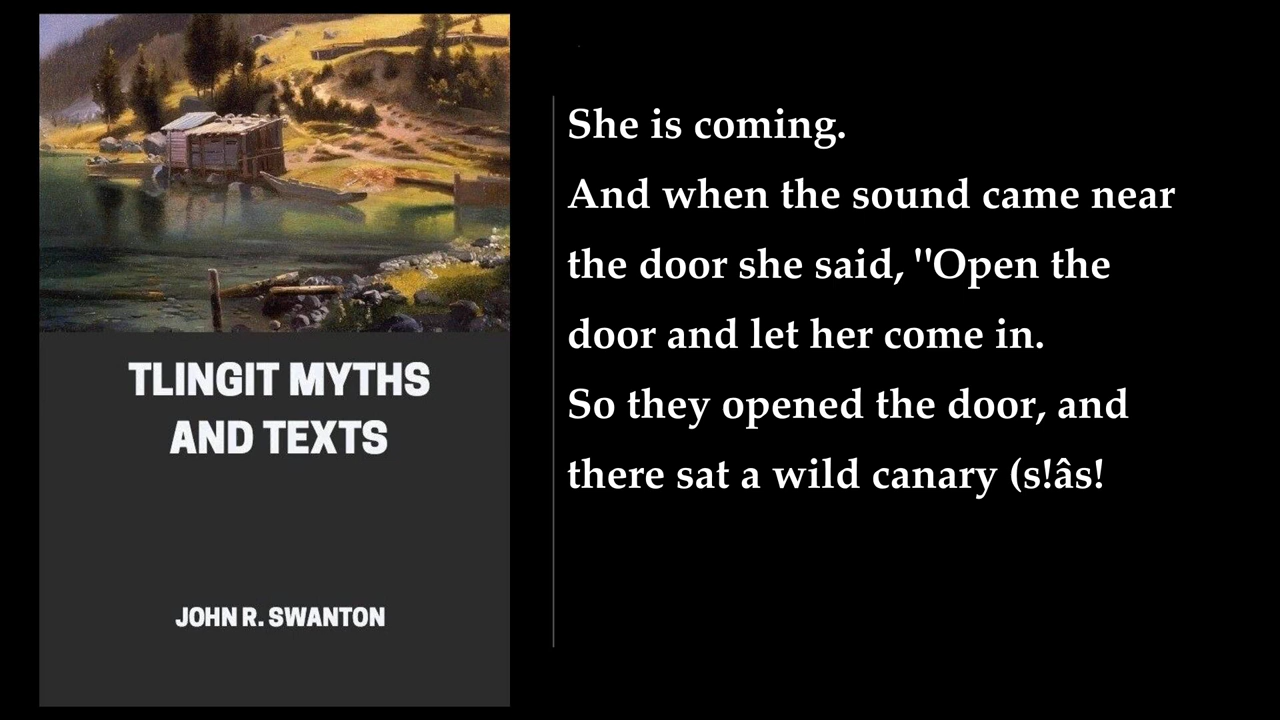 TLINGIT MYTHS
AND TEXTS
JOHN R. SWANTON
She is coming.
And when the sound came near
the door she said, "Open the
door and let her come in.
So they opened the door, and
there sat a wild canary (s!âs!